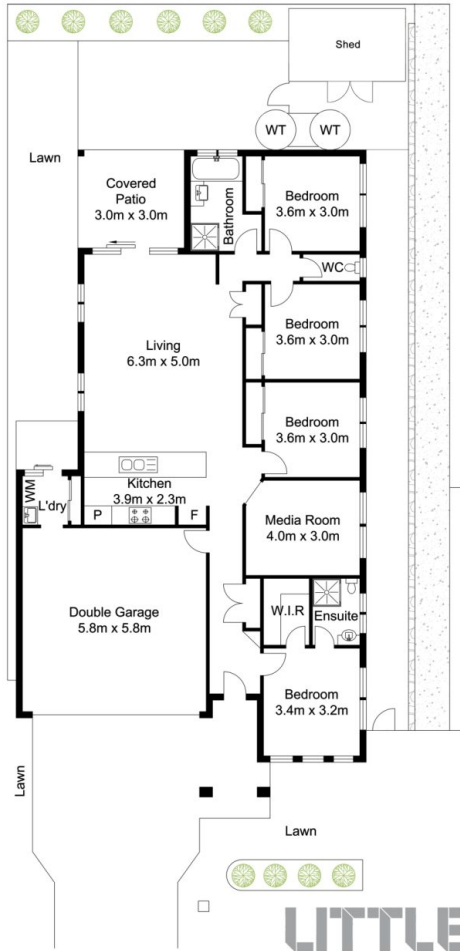 Shed
WT
WT
Lawn
Covered
Patio
3.0m x 3.0m
Bathroom
Bedroom
3.6m x 3.0m
WC
Bedroom
3.6m x 3.0m
Living
6.3m x 5.0m
Bedroom
3.6m x 3.0m
Kitchen
3.9m x 2.3m
WM
L'dry
P
F
Media Room
4.0m x 3.0m
Double Garage
5.8m x 5.8m
W.I.R
Ensuite
Bedroom
3.4m x 3.2m
Lawn
Lawn
LITTLE